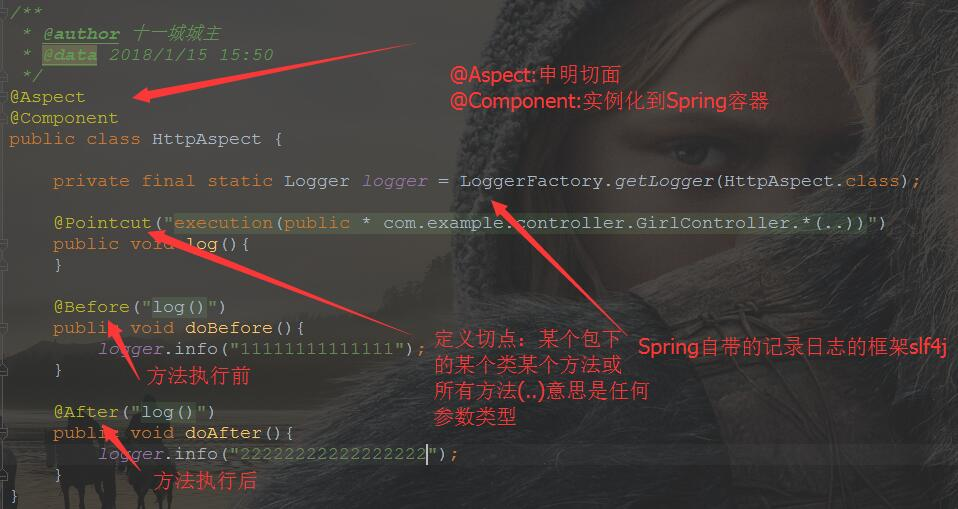 /**
* @author 十一城城主
* @data 2018/1/15 15:50
*/
@Aspect
@Component
@Aspect:申明切面
@Component:实例化到Spring容器
public class HttpAspect {
private final static Logger logger = LoggerFactory.getLogger(HttpAspect.class);
@Pointcut("execution(public * com.example.controller.GirlController.*(..))")
public void log(){
}
@Before("log()")
public void doBefore(){
logger.info("11111111111111");
}
方法执行前
定义切点：某个包下
的某个类某个方法或
所有方法(..)意思是任何
参数类型
Spring自带的记录日志的框架slf4j
@After("log()")
public void doAfter(){
logger.info("22222222222222222");
}
方法执行后
}